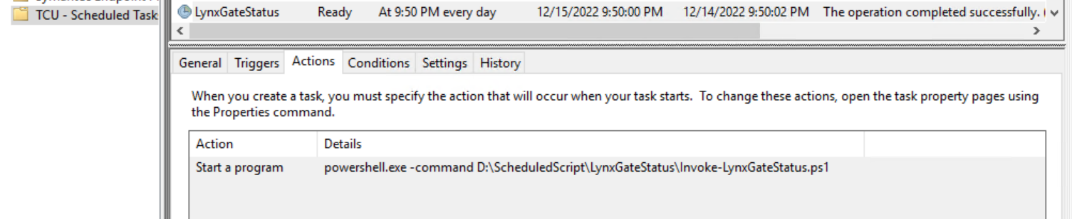 TCU - Scheduled Task
LynxGateStatus Ready At 9:50 PM every day 12/15/2022 9:50:00 PM 12/14/2022 9:50:02 PM The operation completed successfully. (
General Triggers Actions Conditions Settings History
When you create a task, you must specify the action that will occur when your task starts. To change these actions, open the task property pages using
the Properties command.
Action Details
Start a program powershell.exe -command D:\ScheduledScript\LynxGateStatus\Invoke-LynxGateStatus.ps1